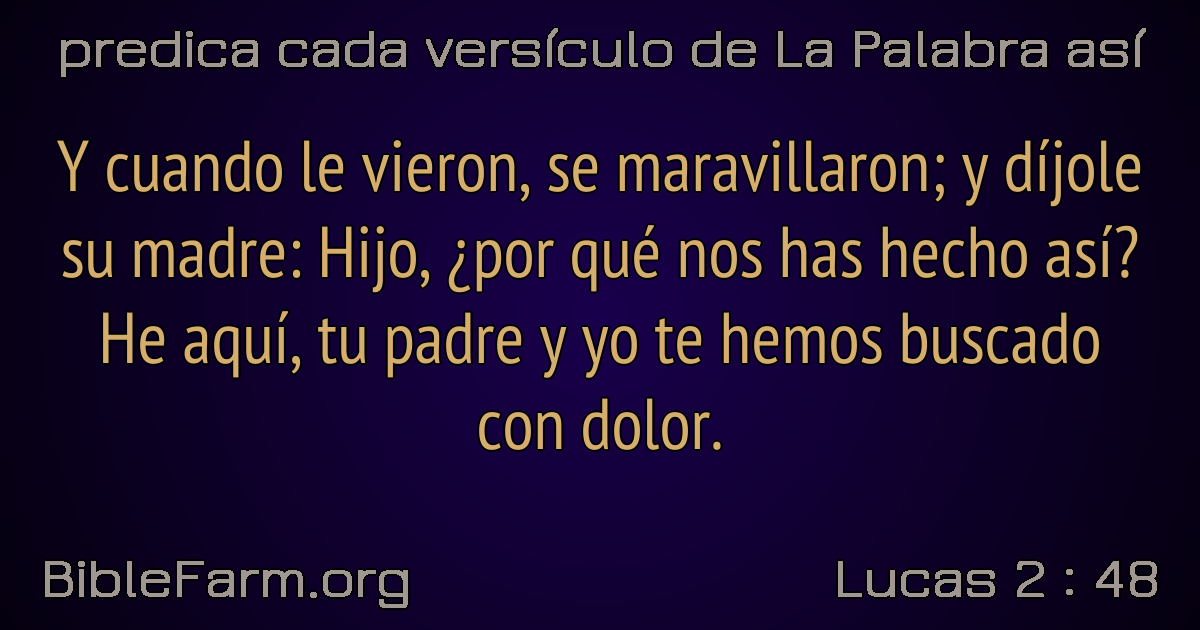 predica cada versículo de La Palabra así
Y cuando le vieron, se maravillaron; y díjole
su madre: Hijo, ¿por qué nos has hecho así?
He aquí, tu padre y yo te hemos buscado
con dolor.
BibleFarm.org
Lucas 2 : 48